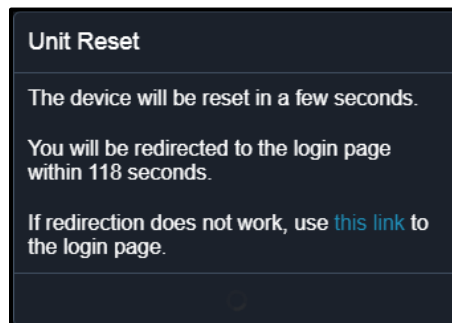 Unit Reset
The device will be reset in a few seconds.
You will be redirected to the login page
within 118 seconds.
If redirection does not work, use this link to
the login page.